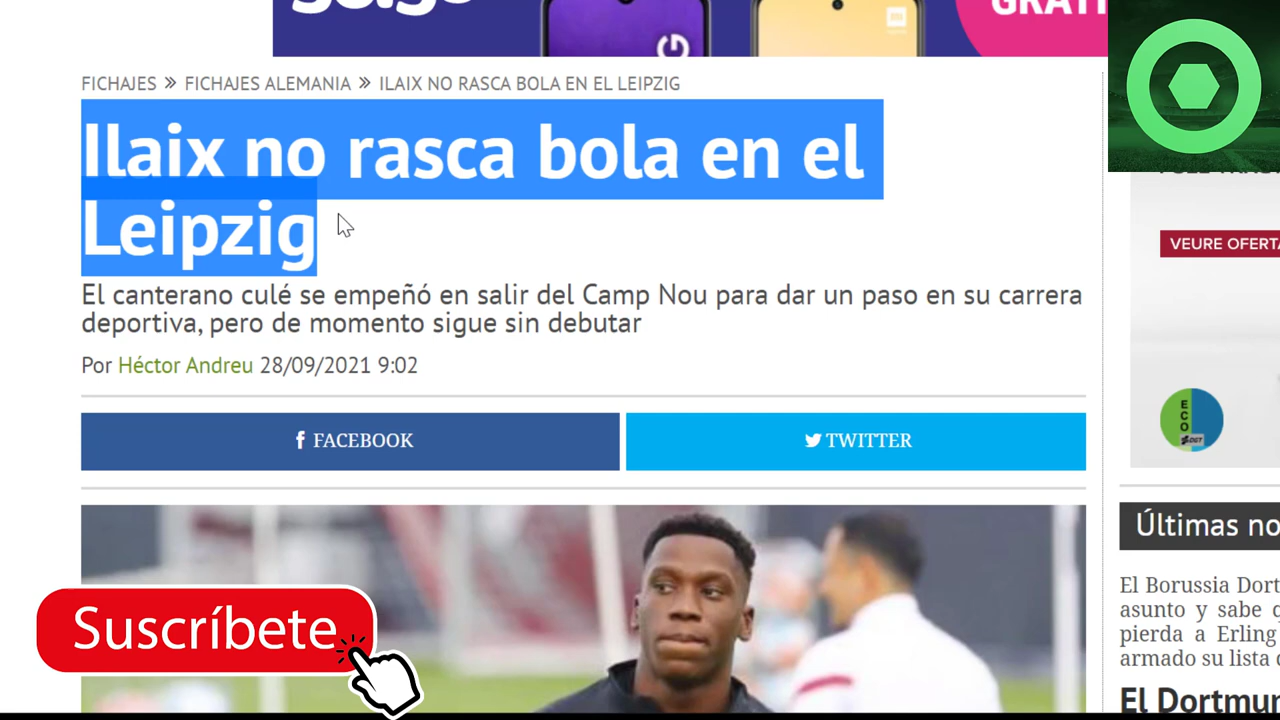 GRATI
FICHAJES » FICHAJES ALEMANIA » ILAIX NO RASCA BOLA EN EL LEIPZIG
Ilaix no rasca bola en el
Leipzig
VEURE OFERTA
El canterano culé se empeñó en salir del Camp Nou para dar un paso en su carrera
deportiva, pero de momento sigue sin debutar
Por Héctor Andreu 28/09/2021 9:02
ECO
DGT
FACEBOOK
TWITTER
Últimas no
El Borussia Dort
asunto y sabe q
pierda a Erling
armado su lista
El Dortmun
Suscríbete